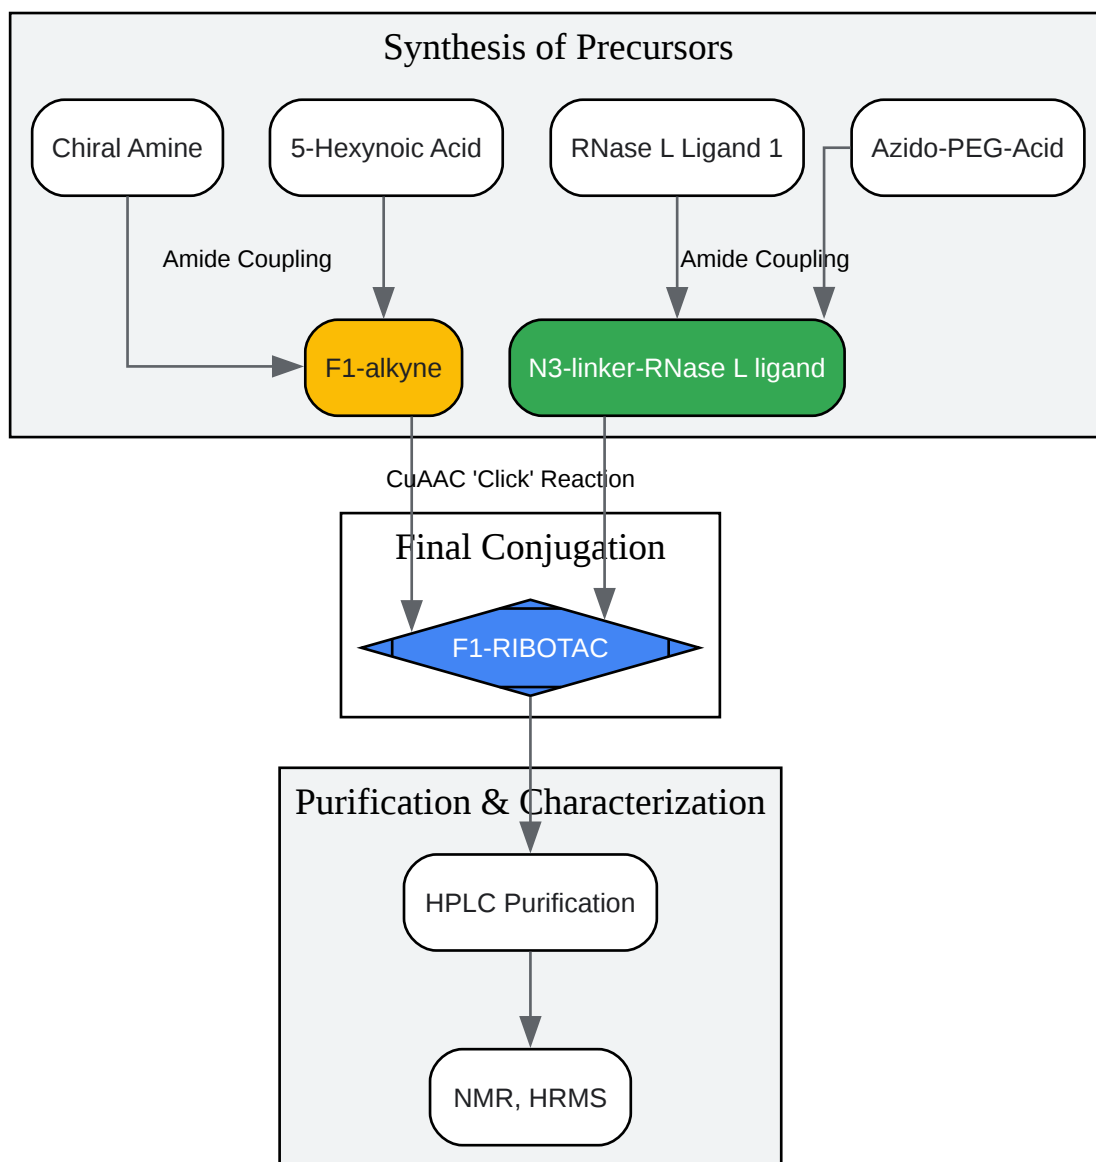 Synthesis of Precursors
Chiral Amine
5-Hexynoic Acid
RNase L Ligand 1
Azido-PEG-Acid
Amide Coupling
Amide Coupling
F1-alkyne
N3-linker-RNase L ligand
CuAAC 'Click' Reaction
Final Conjugation
F1-RIBOTAC
Purification & Characterization
HPLC Purification
NMR, HRMS